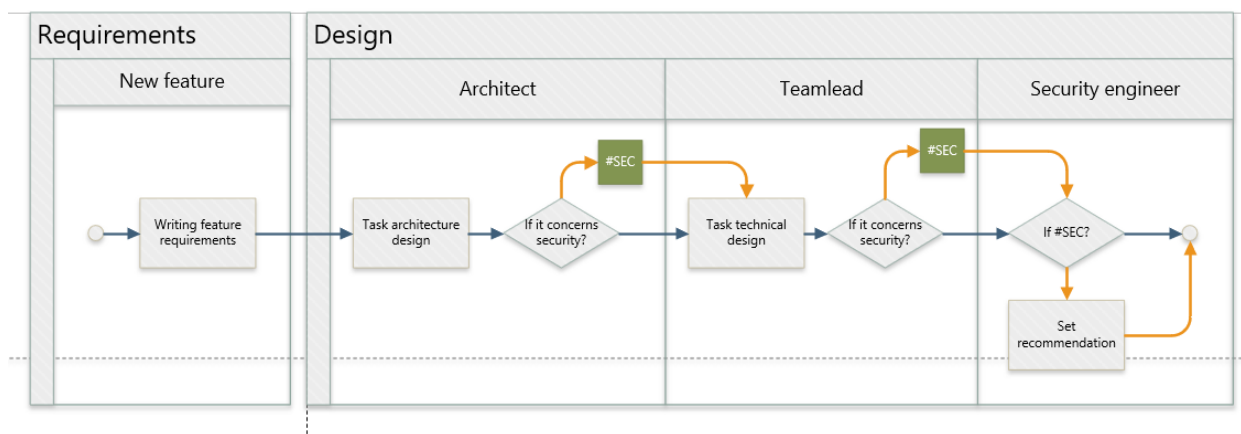 Requirements
Design
New feature
Architect
Teamlead
Security engineer
#SEC
#SEC
Writing feature
requirements
Task architecture
design
If it concerns
security?
Task technical
design
If it concerns
security?
If #SEC?
Set
recommendation